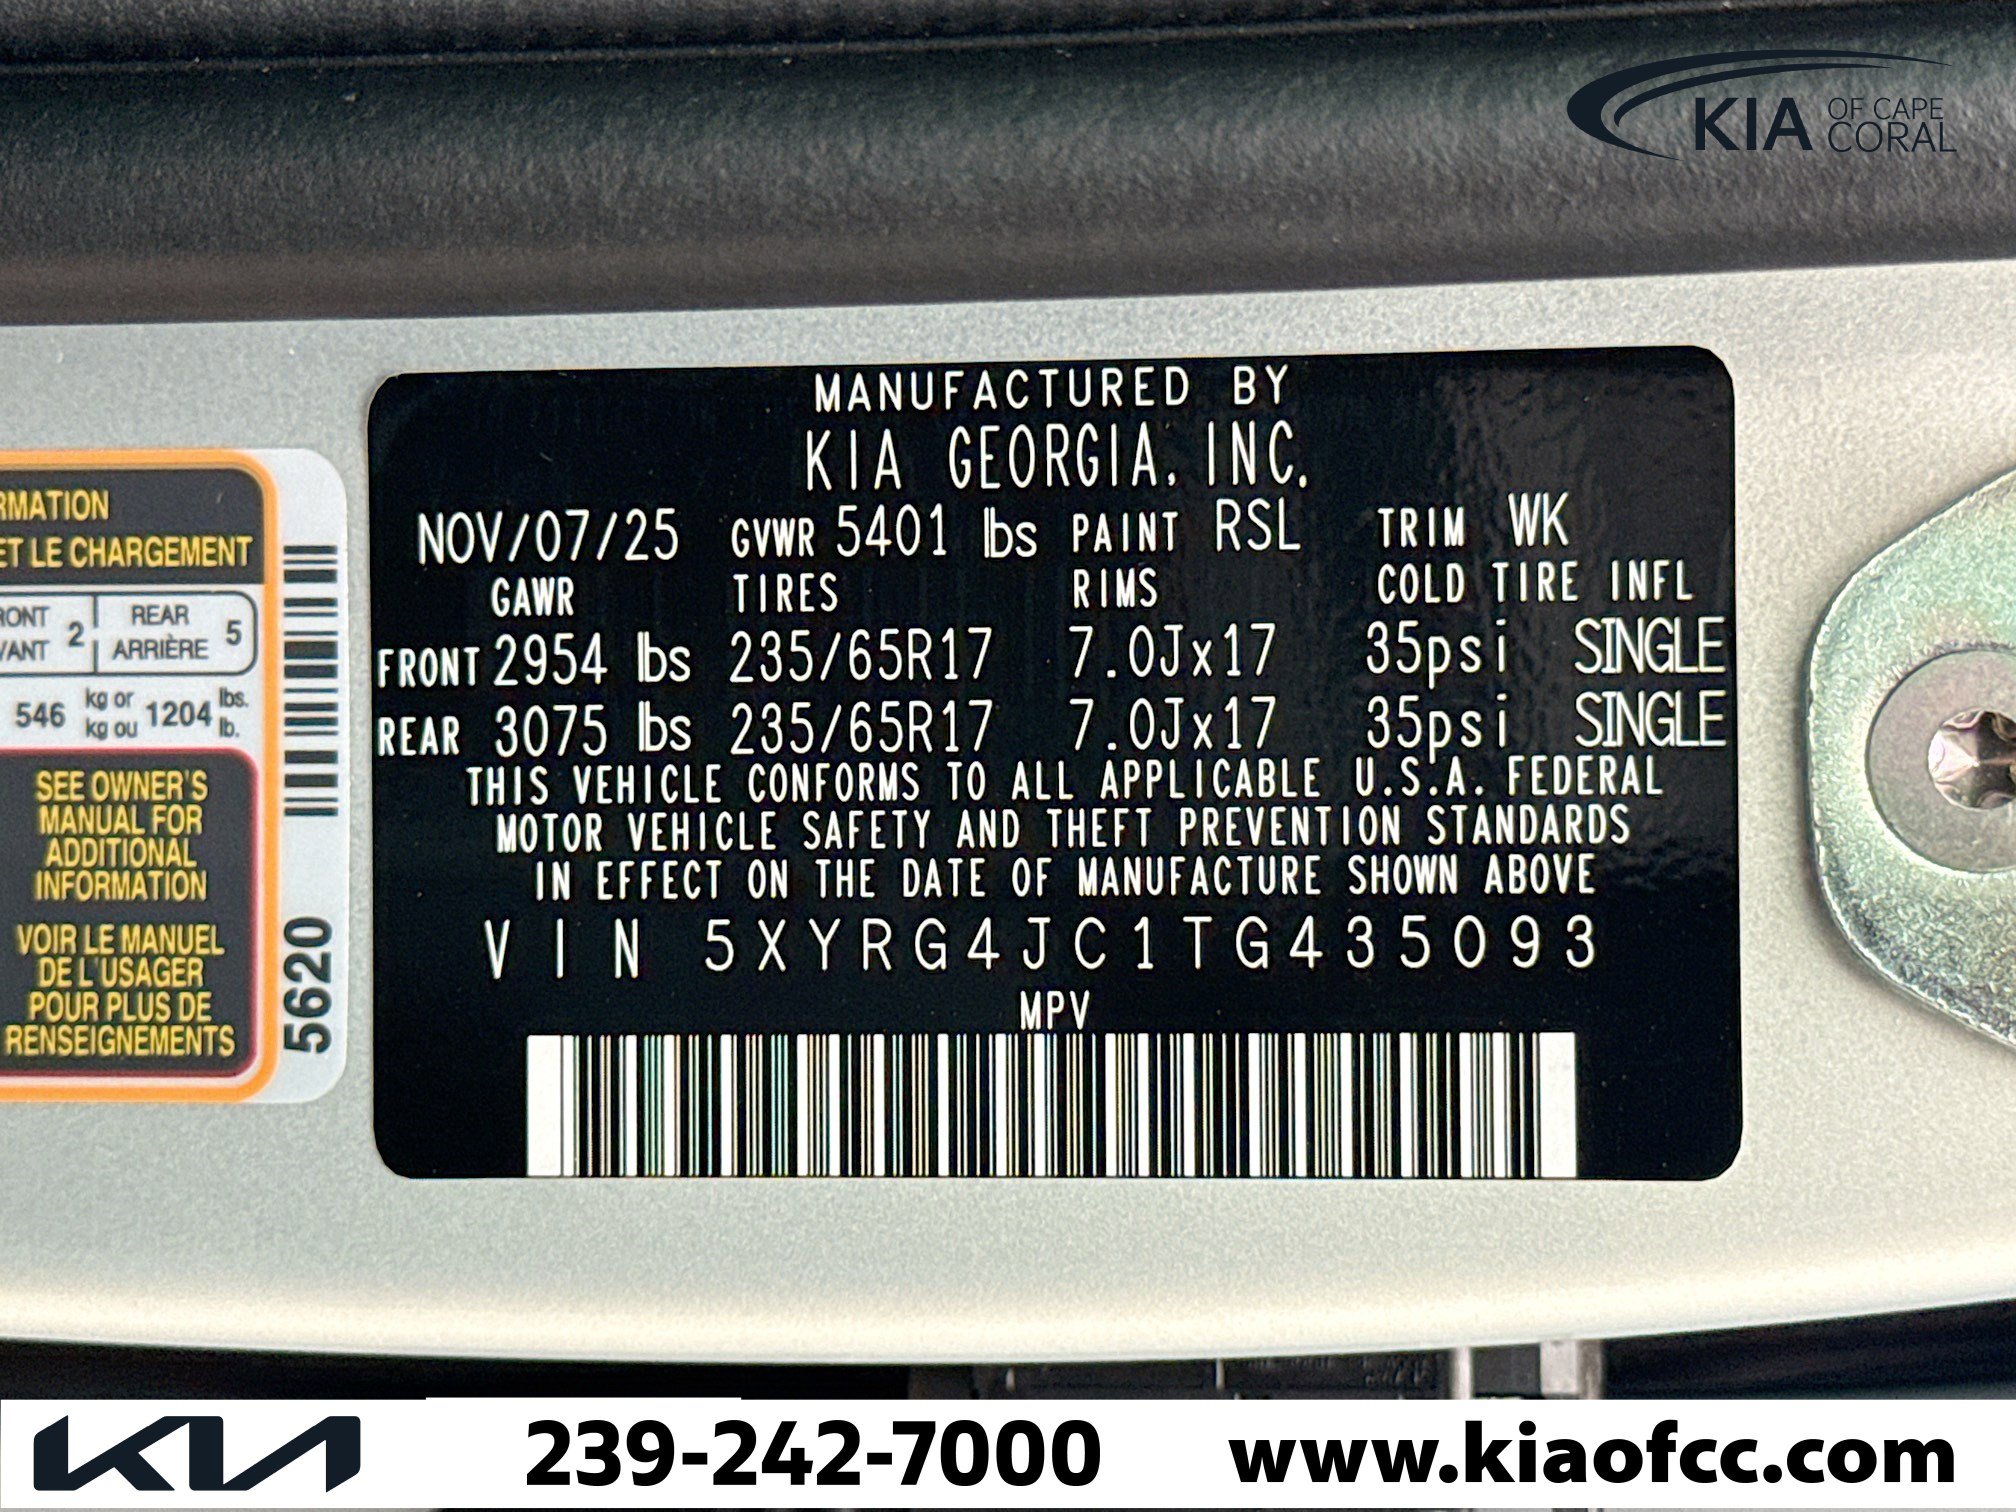 KIA OF CAPE CORAL
MANUFACTURED BY
KIA GEORGIA, INC.
NOV/07/25 GVWR 5401 lbs PAINT RSL TRIM WK
GAWR TIRES RIMS COLD TIRE INFL
FRONT 2954 lbs 235/65R17 7.0Jx17 35psi SINGLE
REAR 3075 lbs 235/65R17 7.0Jx17 35psi SINGLE
THIS VEHICLE CONFORMS TO ALL APPLICABLE U.S.A. FEDERAL
MOTOR VEHICLE SAFETY AND THEFT PREVENTION STANDARDS
IN EFFECT ON THE DATE OF MANUFACTURE SHOWN ABOVE
VIN 5XYRG4JC1TG435093
MPV
RMATION
ET LE CHARGEMENT
RONT
VANT 2
REAR
ARRIÈRE 5
546 kg or
kg ou 1204 lbs.
lb.
SEE OWNER'S
MANUAL FOR
ADDITIONAL
INFORMATION
VOIR LE MANUEL
DE L'USAGER
POUR PLUS DE
RENSEIGNEMENTS
5620
KIA 239-242-7000 www.kiaofcc.com